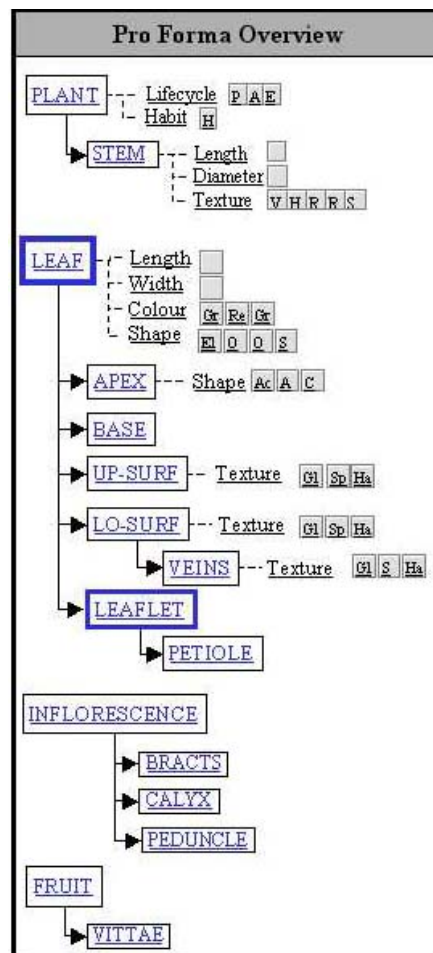 Pro Forma Overview
PLANT Lifecycle P A E
Habit H
STEM Length
Diameter
Texture V H R R S
LEAF Length
Width
Colour Gr Re Gr
Shape El O O S
APEX Shape Ac A C
BASE
UP-SURF Texture Gl Sp Ha
LO-SURF Texture Gl Sp Ha
VEINS Texture Gl S Ha
LEAFLET
PETIOLE
INFLORESCENCE
BRACTS
CALYX
PEDUNCLE
FRUIT
VITTAE